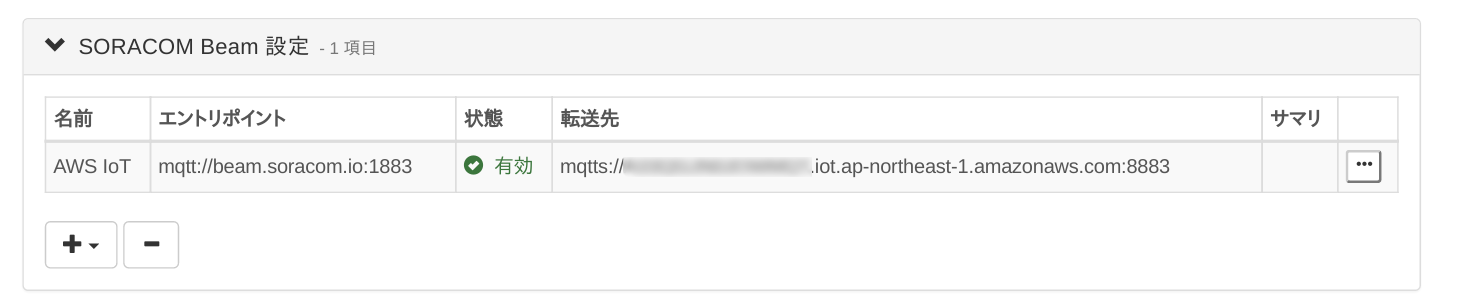 SORACOM Beam 設定 - 1 項目
名前 エントリポイント 状態 転送先 サマリ
AWS IoT mqtt://beam.soracom.io:1883 有効 mqtts:// .iot.ap-northeast-1.amazonaws.com:8883